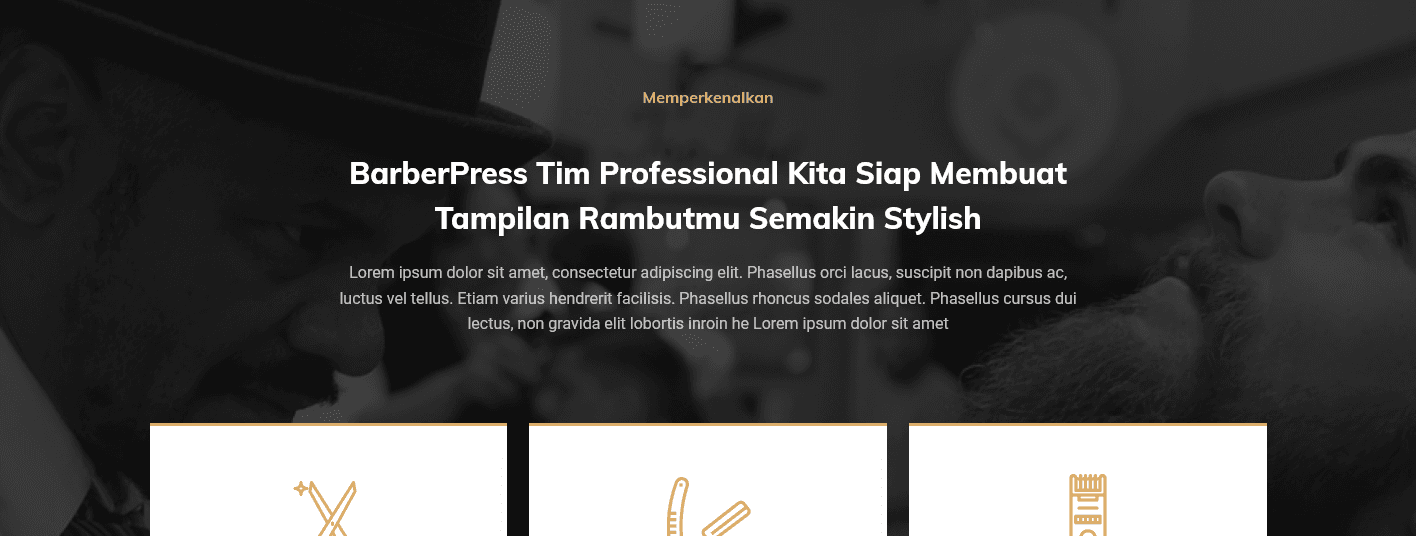 Memperkenalkan
BarberPress Tim Professional Kita Siap Membuat
Tampilan Rambutmu Semakin Stylish
Lorem ipsum dolor sit amet, consectetur adipiscing elit. Phasellus orci lacus, suscipit non dapibus ac,
luctus vel tellus. Etiam varius hendrerit facilisis. Phasellus rhoncus sodales aliquet. Phasellus cursus dui
lectus, non gravida elit lobortis inroin he Lorem ipsum dolor sit amet